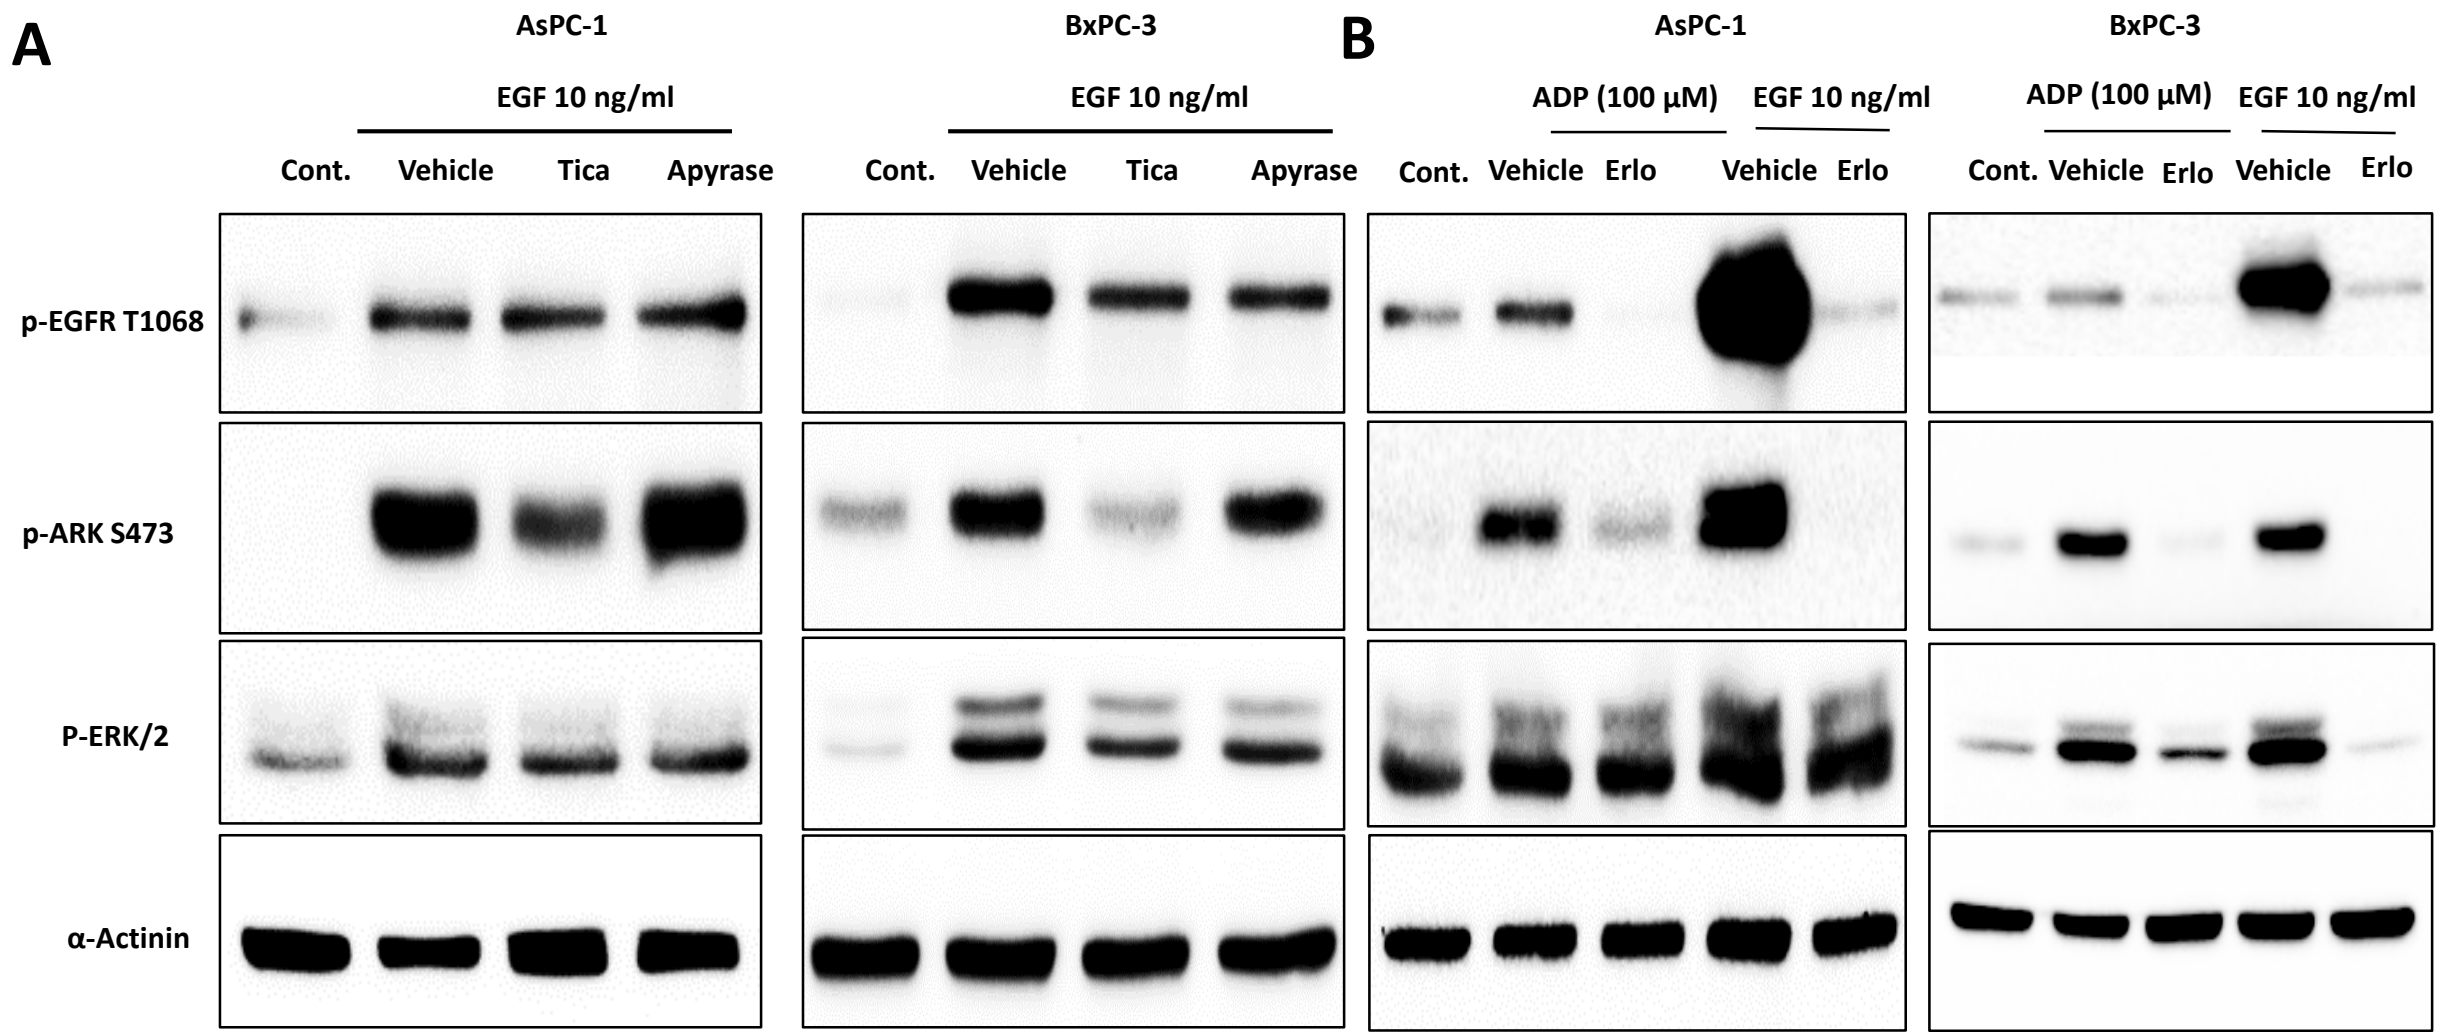 A
AsPC-1
BxPC-3
B
AsPC-1
BxPC-3
EGF 10 ng/ml
EGF 10 ng/ml
ADP (100 µM)
EGF 10 ng/ml
ADP (100 µM)
EGF 10 ng/ml
Cont. Vehicle Tica Apyrase
Cont. Vehicle Tica Apyrase
Cont. Vehicle Erlo Vehicle Erlo
Cont. Vehicle Erlo Vehicle Erlo
p-EGFR T1068
p-ARK S473
P-ERK/2
α-Actinin